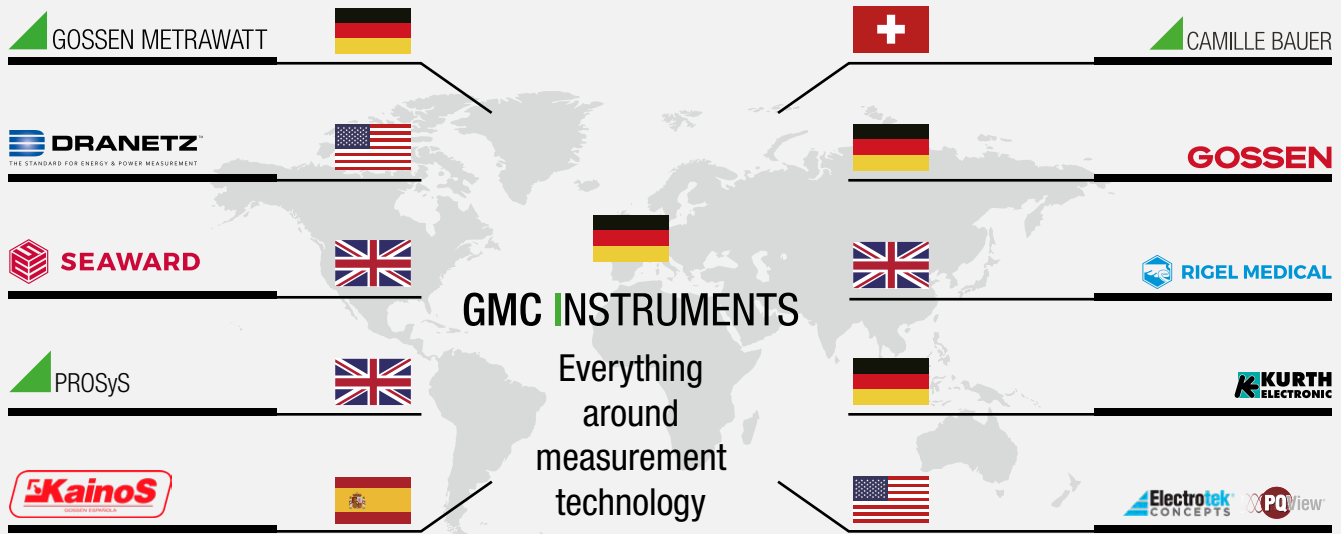 GOSSEN METRAWATT
CAMILLE BAUER
DRANETZ™
THE STANDARD FOR ENERGY & POWER MEASUREMENT
GOSSEN
SEAWARD
RIGEL MEDICAL
GMC INSTRUMENTS
Everything
around
measurement
technology
PROSyS
KURTH
ELECTRONIC
KainoS
GOSSEN ESPAÑOLA
Electrotek®
CONCEPTS
PQView®